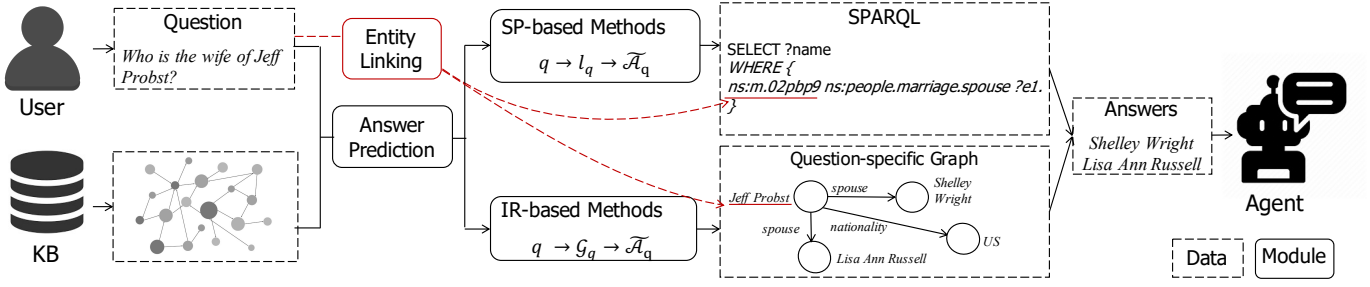 Question
Who is the wife of Jeff
Probst?
User
KB
Entity
Linking
Answer
Prediction
SP-based Methods
q → l_q → 𝒜̃_q
IR-based Methods
q → 𝒢_q → 𝒜̃_q
SPARQL
SELECT ?name
WHERE {
ns:m.02pbp9 ns:people.marriage.spouse ?e1.
}
Question-specific Graph
Jeff Probst
spouse
Shelley
Wright
spouse
nationality
US
Lisa Ann Russell
Answers
Shelley Wright
Lisa Ann Russell
Agent
Data
Module